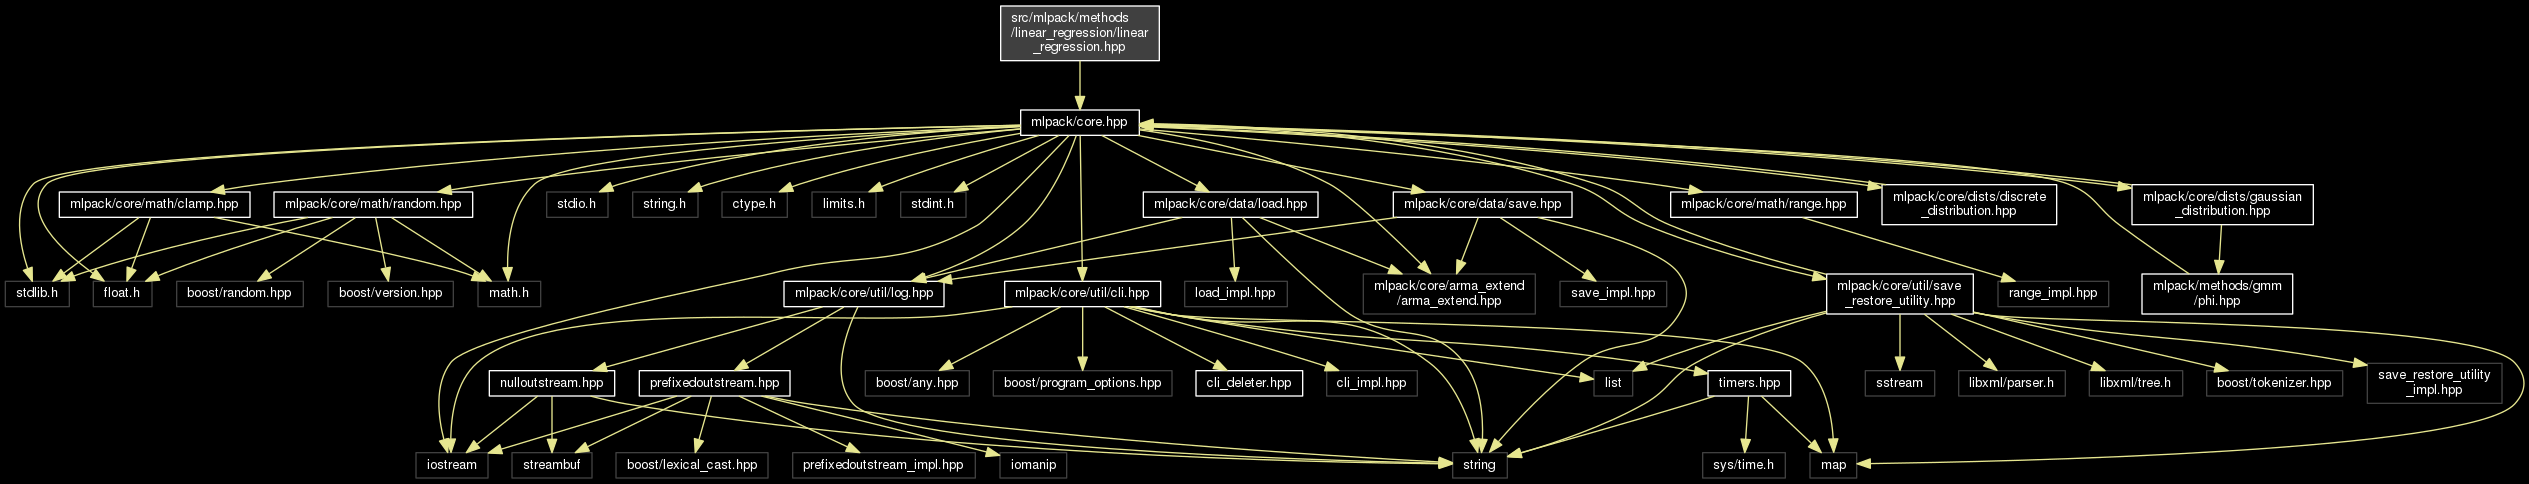 src/mlpack/methods
/linear_regression/linear
_regression.hpp
mlpack/core.hpp
mlpack/core/math/clamp.hpp
mlpack/core/math/random.hpp
stdio.h
string.h
ctype.h
limits.h
stdint.h
mlpack/core/data/load.hpp
mlpack/core/data/save.hpp
mlpack/core/math/range.hpp
mlpack/core/dists/discrete
_distribution.hpp
mlpack/core/dists/gaussian
_distribution.hpp
stdlib.h
float.h
boost/random.hpp
boost/version.hpp
math.h
mlpack/core/util/log.hpp
mlpack/core/util/cli.hpp
load_impl.hpp
mlpack/core/arma_extend
/arma_extend.hpp
save_impl.hpp
mlpack/core/util/save
_restore_utility.hpp
range_impl.hpp
mlpack/methods/gmm
/phi.hpp
nulloutstream.hpp
prefixedoutstream.hpp
boost/any.hpp
boost/program_options.hpp
cli_deleter.hpp
cli_impl.hpp
list
timers.hpp
sstream
libxml/parser.h
libxml/tree.h
boost/tokenizer.hpp
save_restore_utility
_impl.hpp
iostream
streambuf
boost/lexical_cast.hpp
prefixedoutstream_impl.hpp
iomanip
string
sys/time.h
map